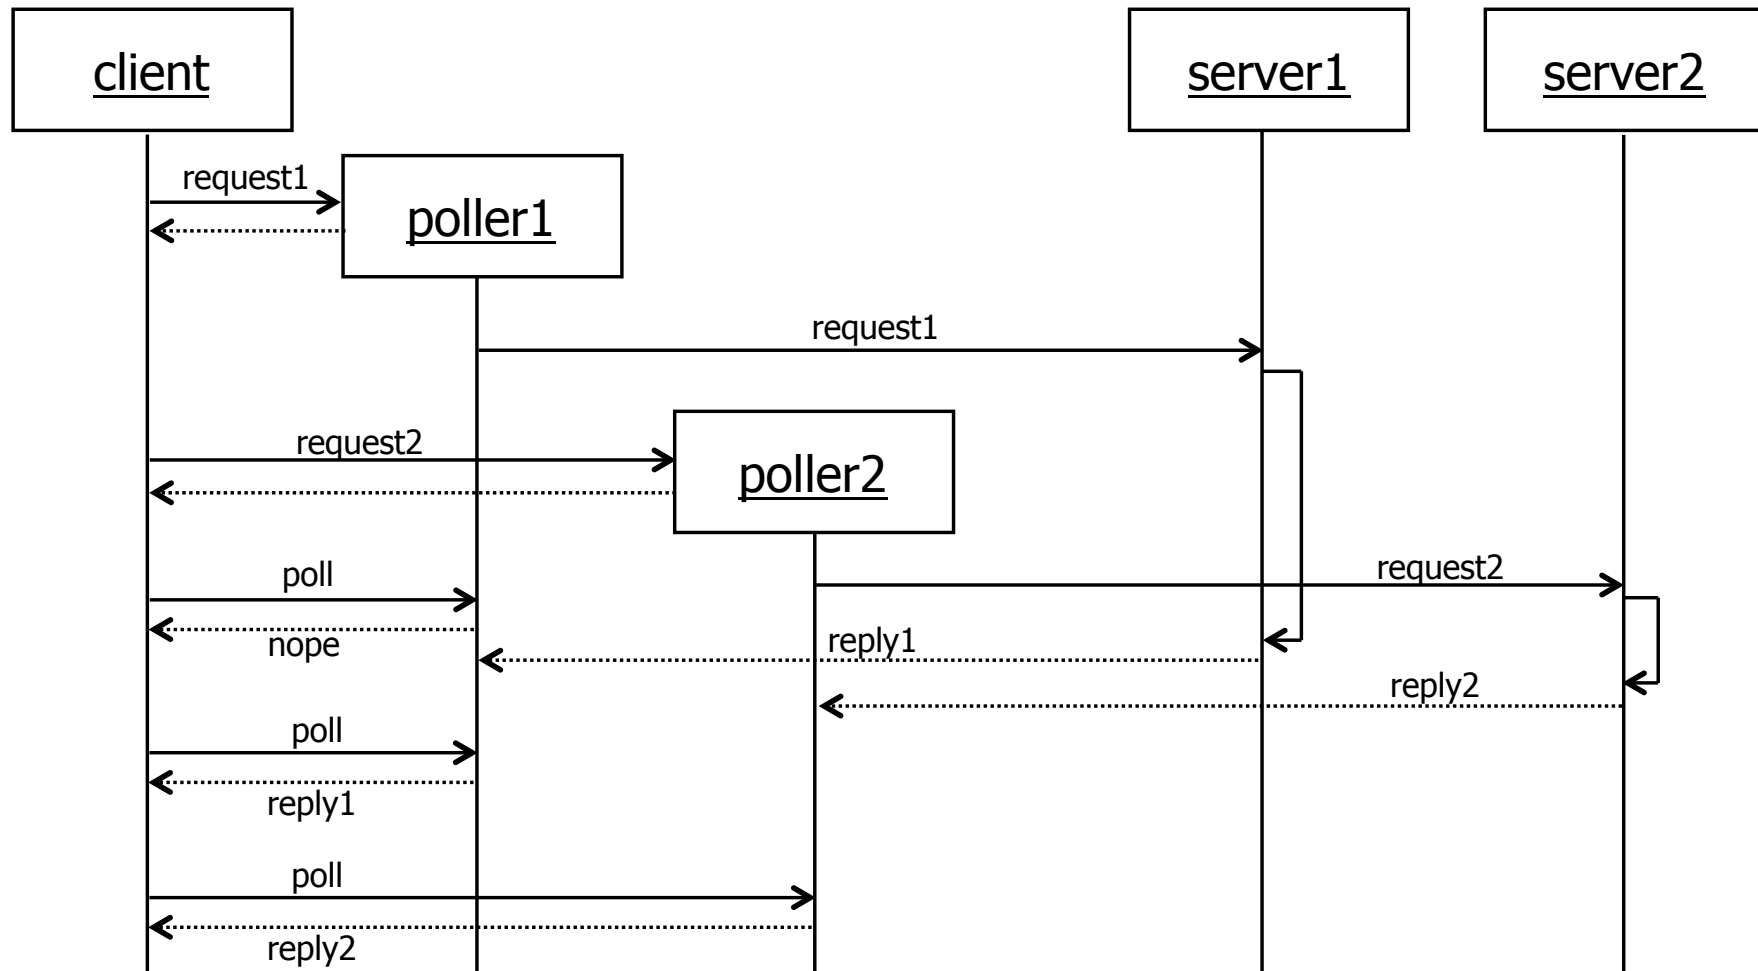 client
server1
server2
request1
poller1
request1
request2
poller2
poll
request2
nope
reply1
reply2
poll
reply1
poll
reply2